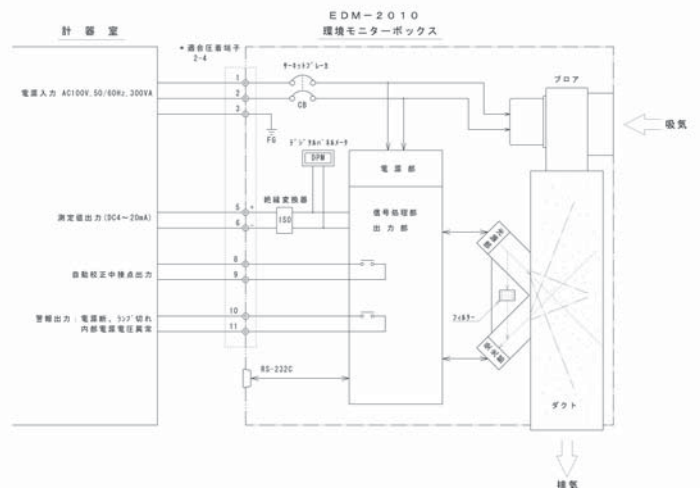 EDM-2010
環境モニターボックス
計器室
*適合圧着端子
2-4
サーキットブレーカ
ブロア
1
電源入力 AC100V,50/60Hz,300VA
2
CB
3
吸気
FG
デジタルパネルメータ
DPM
電源部
絶縁変換器
5
+
信号処理部
測定値出力(DC4~20mA)
ISO
6
-
出力部
8
自動校正中接点出力
9
フィルター
10
警報出力:電源断、ランプ切れ
11
内部電源電圧異常
RS-232C
ダクト
排気